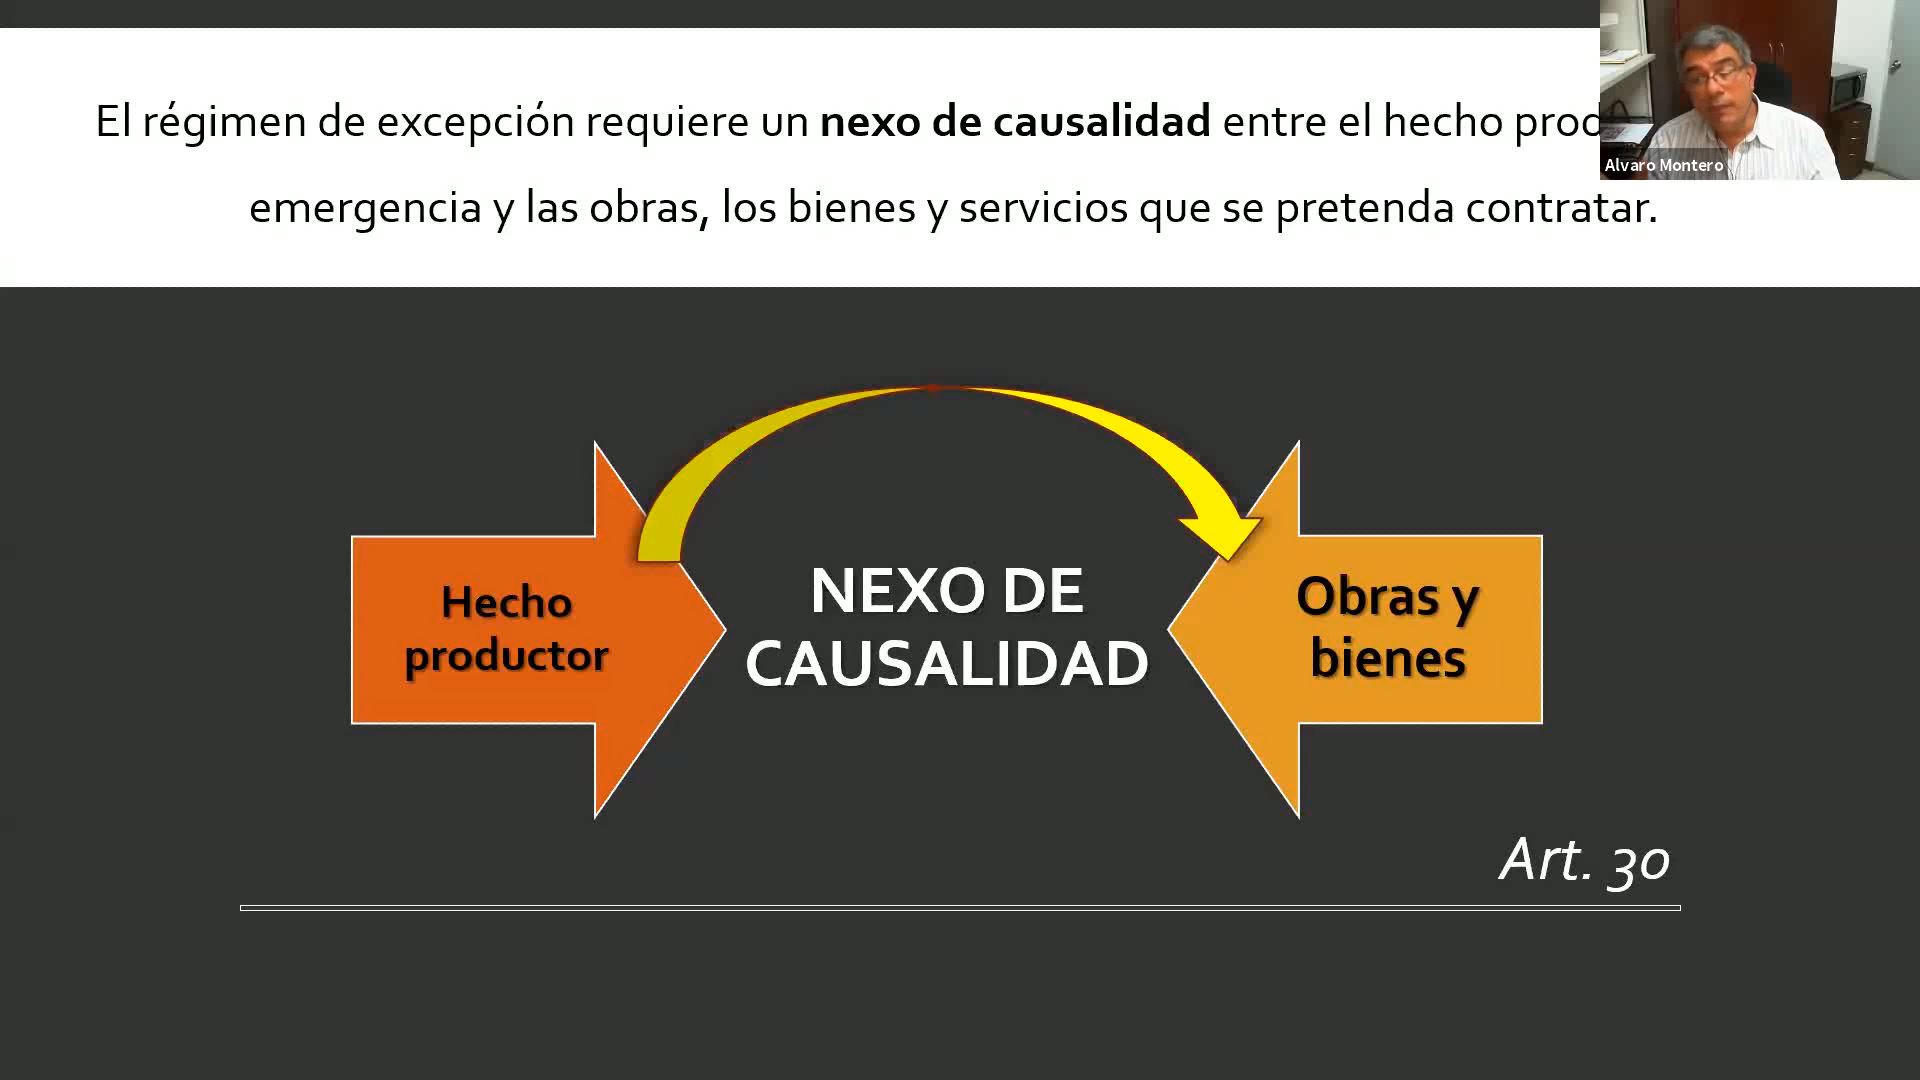 El régimen de excepción requiere un nexo de causalidad entre el hecho
emergencia y las obras, los bienes y servicios que se pretenda contratar.
Alvaro Montero
Hecho
productor
NEXO DE
CAUSALIDAD
Obras y
bienes
Art. 30